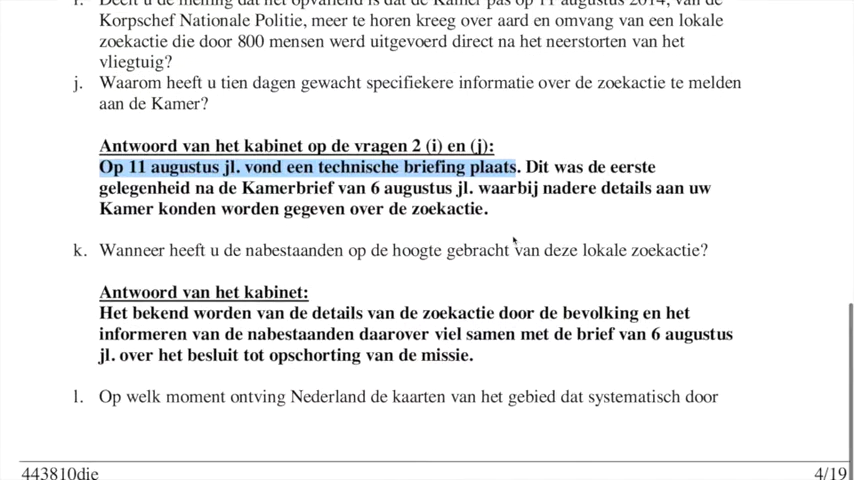 i. Deelt u de mening dat het opvallend is dat de Kamer pas op 11 augustus 2014, van de
Korpschef Nationale Politie, meer te horen kreeg over aard en omvang van een lokale
zoekactie die door 800 mensen werd uitgevoerd direct na het neerstorten van het
vliegtuig?
j. Waarom heeft u tien dagen gewacht specifiekere informatie over de zoekactie te melden
aan de Kamer?
Antwoord van het kabinet op de vragen 2 (i) en (j):
Op 11 augustus jl. vond een technische briefing plaats. Dit was de eerste
gelegenheid na de Kamerbrief van 6 augustus jl. waarbij nadere details aan uw
Kamer konden worden gegeven over de zoekactie.
k. Wanneer heeft u de nabestaanden op de hoogte gebracht van deze lokale zoekactie?
Antwoord van het kabinet:
Het bekend worden van de details van de zoekactie door de bevolking en het
informeren van de nabestaanden daarover viel samen met de brief van 6 augustus
jl. over het besluit tot opschorting van de missie.
l. Op welk moment ontving Nederland de kaarten van het gebied dat systematisch door
443810die 4/19